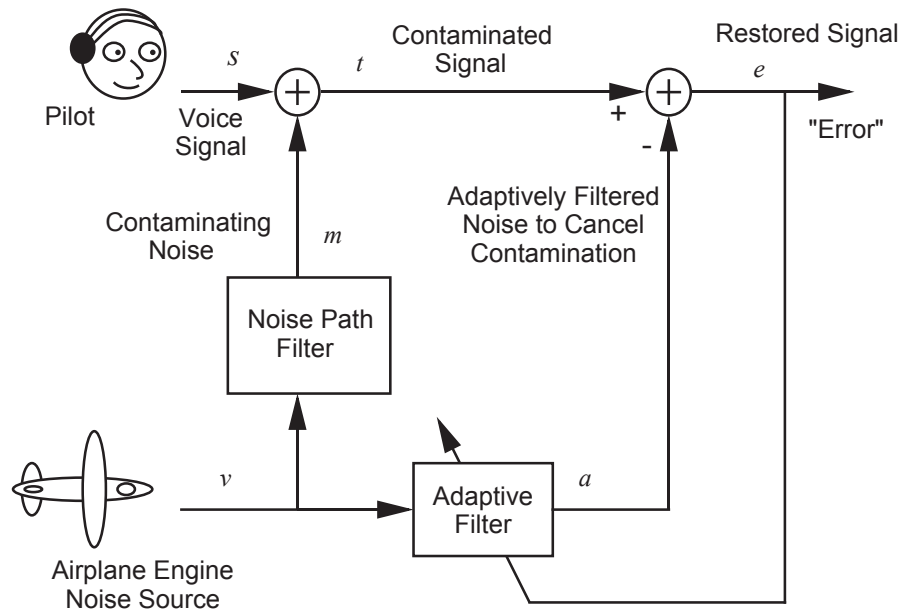 Contaminated
Signal
Restored Signal
s
t
e
Pilot
Voice
Signal
+
"Error"
-
Adaptively Filtered
Noise to Cancel
Contamination
Contaminating
Noise
m
Noise Path
Filter
v
Adaptive
Filter
a
Airplane Engine
Noise Source